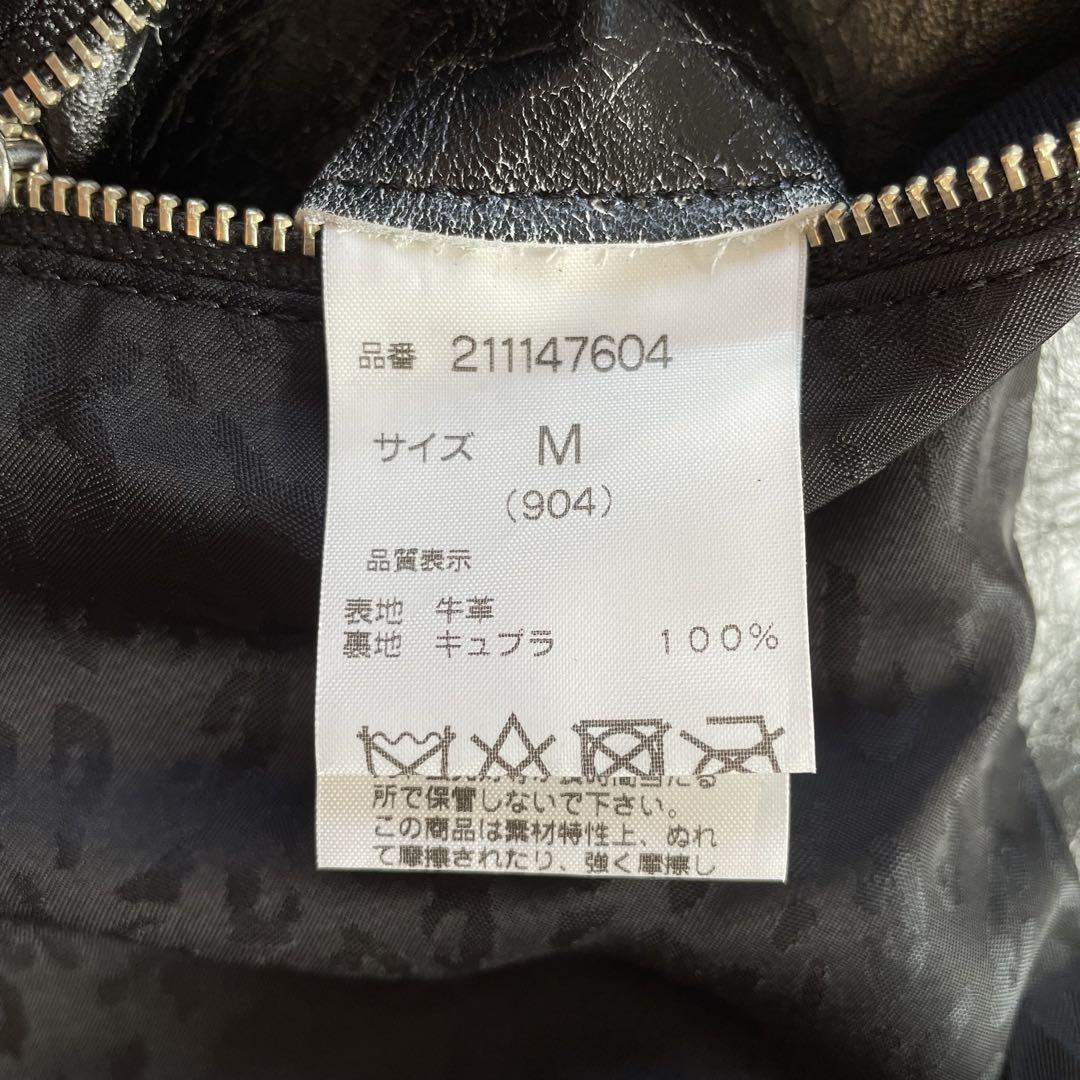 品番 211147604
サイズ M
(904)
品質表示
表地 牛革
裏地 キュプラ 100%
所で保管しないで下さい。
この商品は素材特性上、ぬれ
て摩擦されたり、強く摩擦し